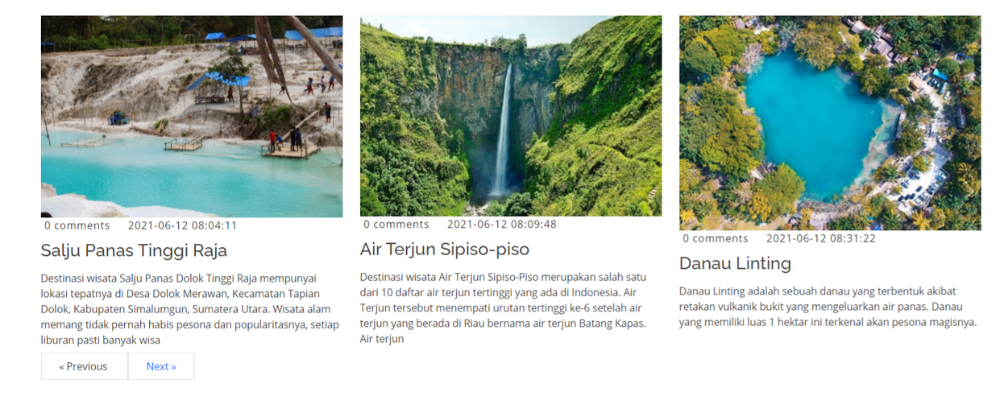 0 comments 2021-06-12 08:04:11
Salju Panas Tinggi Raja
Destinasi wisata Salju Panas Dolok Tinggi Raja mempunyai
lokasi tepatnya di Desa Dolok Merawan, Kecamatan Tapian
Dolok, Kabupaten Simalumgun, Sumatera Utara. Wisata alam
memang tidak pernah habis pesona dan popularitasnya, setiap
liburan pasti banyak wisa
0 comments 2021-06-12 08:09:48
Air Terjun Sipiso-piso
Destinasi wisata Air Terjun Sipiso-Piso merupakan salah satu
dari 10 daftar air terjun tertinggi yang ada di Indonesia. Air
Terjun tersebut menempati urutan tertinggi ke-6 setelah air
terjun yang berada di Riau bernama air terjun Batang Kapas.
Air terjun
0 comments 2021-06-12 08:31:22
Danau Linting
Danau Linting adalah sebuah danau yang terbentuk akibat
retakan vulkanik bukit yang mengeluarkan air panas. Danau
yang memiliki luas 1 hektar ini terkenal akan pesona magisnya.
« Previous Next »